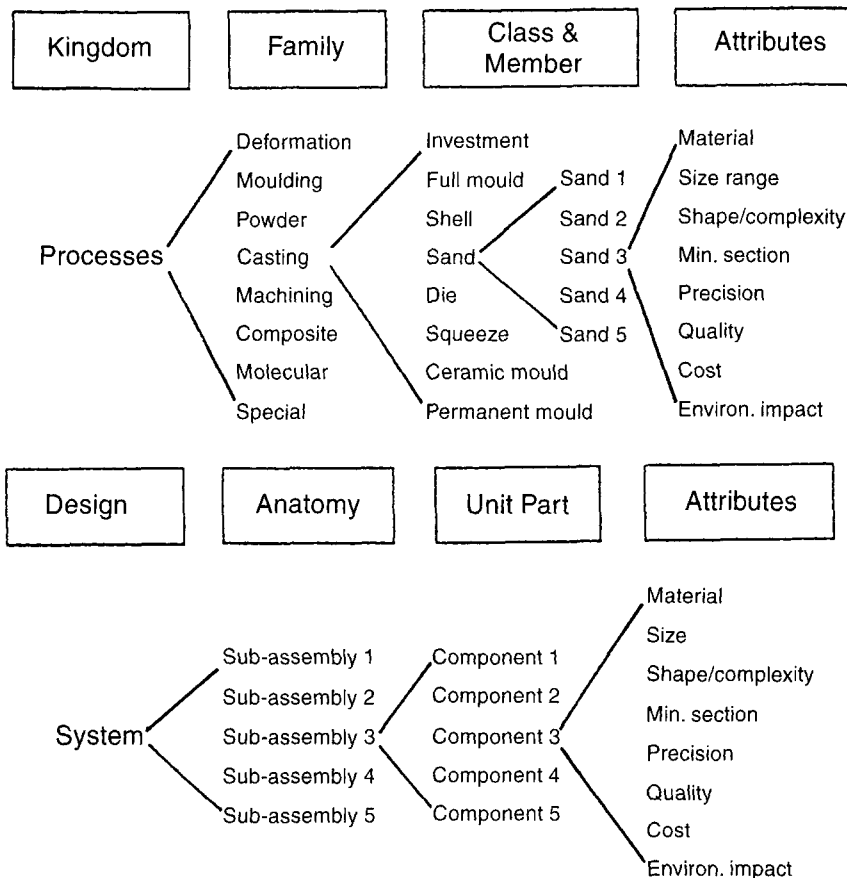 Kingdom
Family
Class &
Member
Attributes
Processes
Deformation
Moulding
Powder
Casting
Machining
Composite
Molecular
Special
Investment
Full mould
Shell
Sand
Die
Squeeze
Ceramic mould
Permanent mould
Sand 1
Sand 2
Sand 3
Sand 4
Sand 5
Material
Size range
Shape/complexity
Min. section
Precision
Quality
Cost
Environ. impact
Design
Anatomy
Unit Part
Attributes
System
Sub-assembly 1
Sub-assembly 2
Sub-assembly 3
Sub-assembly 4
Sub-assembly 5
Component 1
Component 2
Component 3
Component 4
Component 5
Material
Size
Shape/complexity
Min. section
Precision
Quality
Cost
Environ. impact